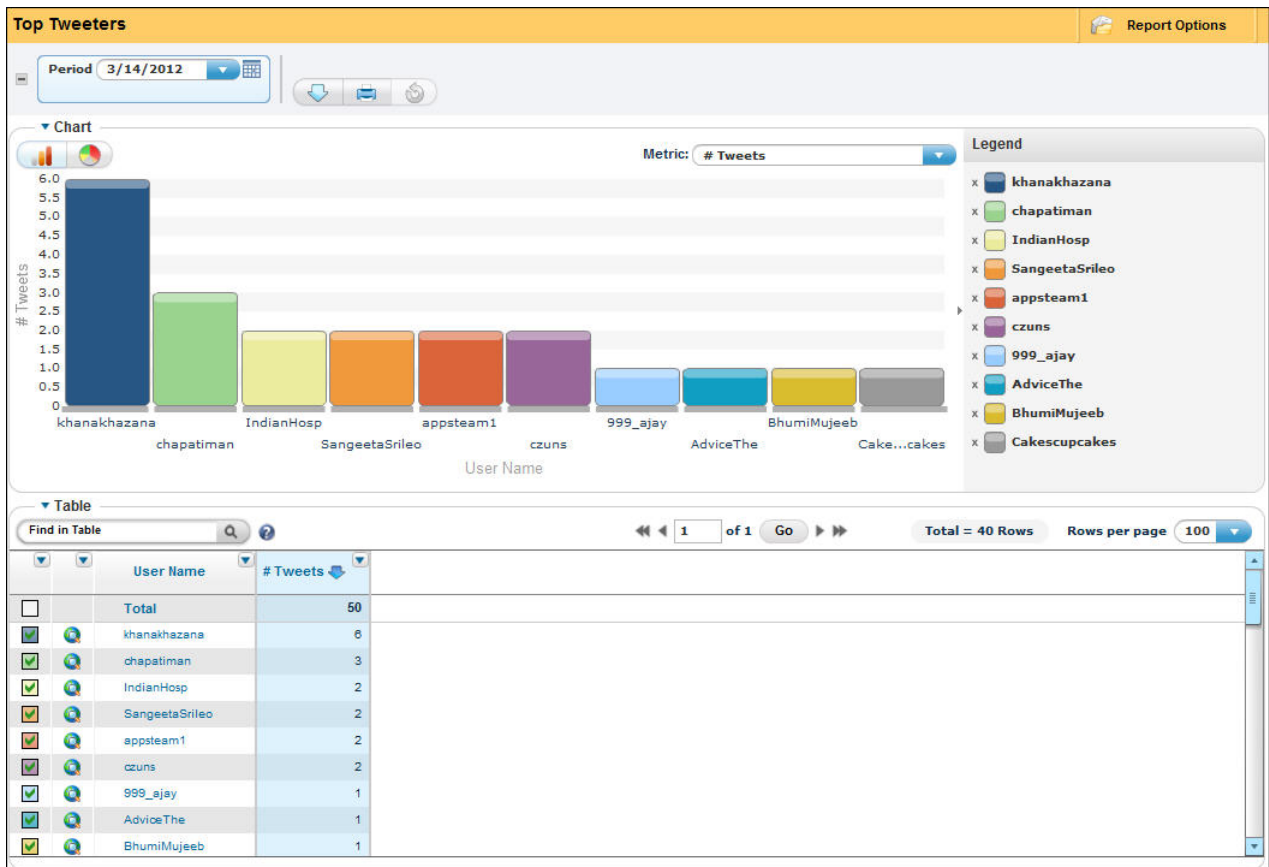 Top Tweeters
Report Options
Period 3/14/2012
Chart
Metric: # Tweets
Legend
6.0
5.5
5.0
4.5
4.0
3.5
3.0
2.5
2.0
1.5
1.0
0.5
0
# Tweets
khanakhazana
chapatiman
IndianHosp
SangeetaSrileo
appsteam1
czuns
999_ajay
AdviceThe
BhumiMujeeb
Cake...cakes
User Name
x khanakhazana
x chapatiman
x IndianHosp
x SangeetaSrileo
x appsteam1
x czuns
x 999_ajay
x AdviceThe
x BhumiMujeeb
x Cakescupcakes
Table
Find in Table ? 1 of 1 Go Total = 40 Rows Rows per page 100
User Name # Tweets
Total 50
khanakhazana 6
chapatiman 3
IndianHosp 2
SangeetaSrileo 2
appsteam1 2
czuns 2
999_ajay 1
AdviceThe 1
BhumiMujeeb 1